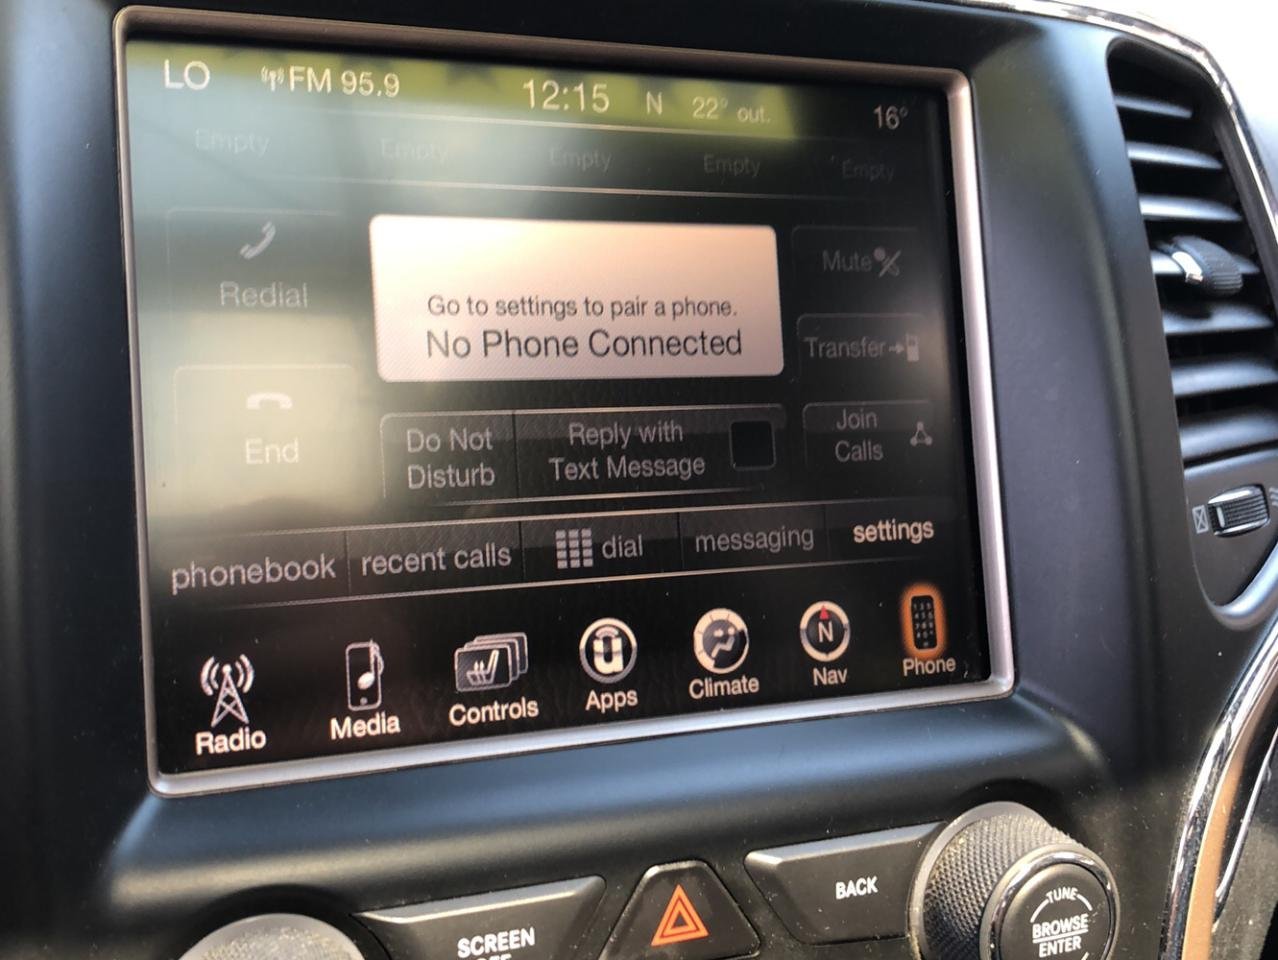 LO FM 95.9 12:15 N 22° out. 16°
Empty Empty Empty Empty Empty
Redial
Go to settings to pair a phone.
No Phone Connected
Mute
Transfer
End
Do Not
Disturb
Reply with
Text Message
Join
Calls
phonebook recent calls dial messaging settings
Radio Media Controls Apps Climate Nav Phone
N
SCREEN
OFF
BACK
TUNE
BROWSE
ENTER